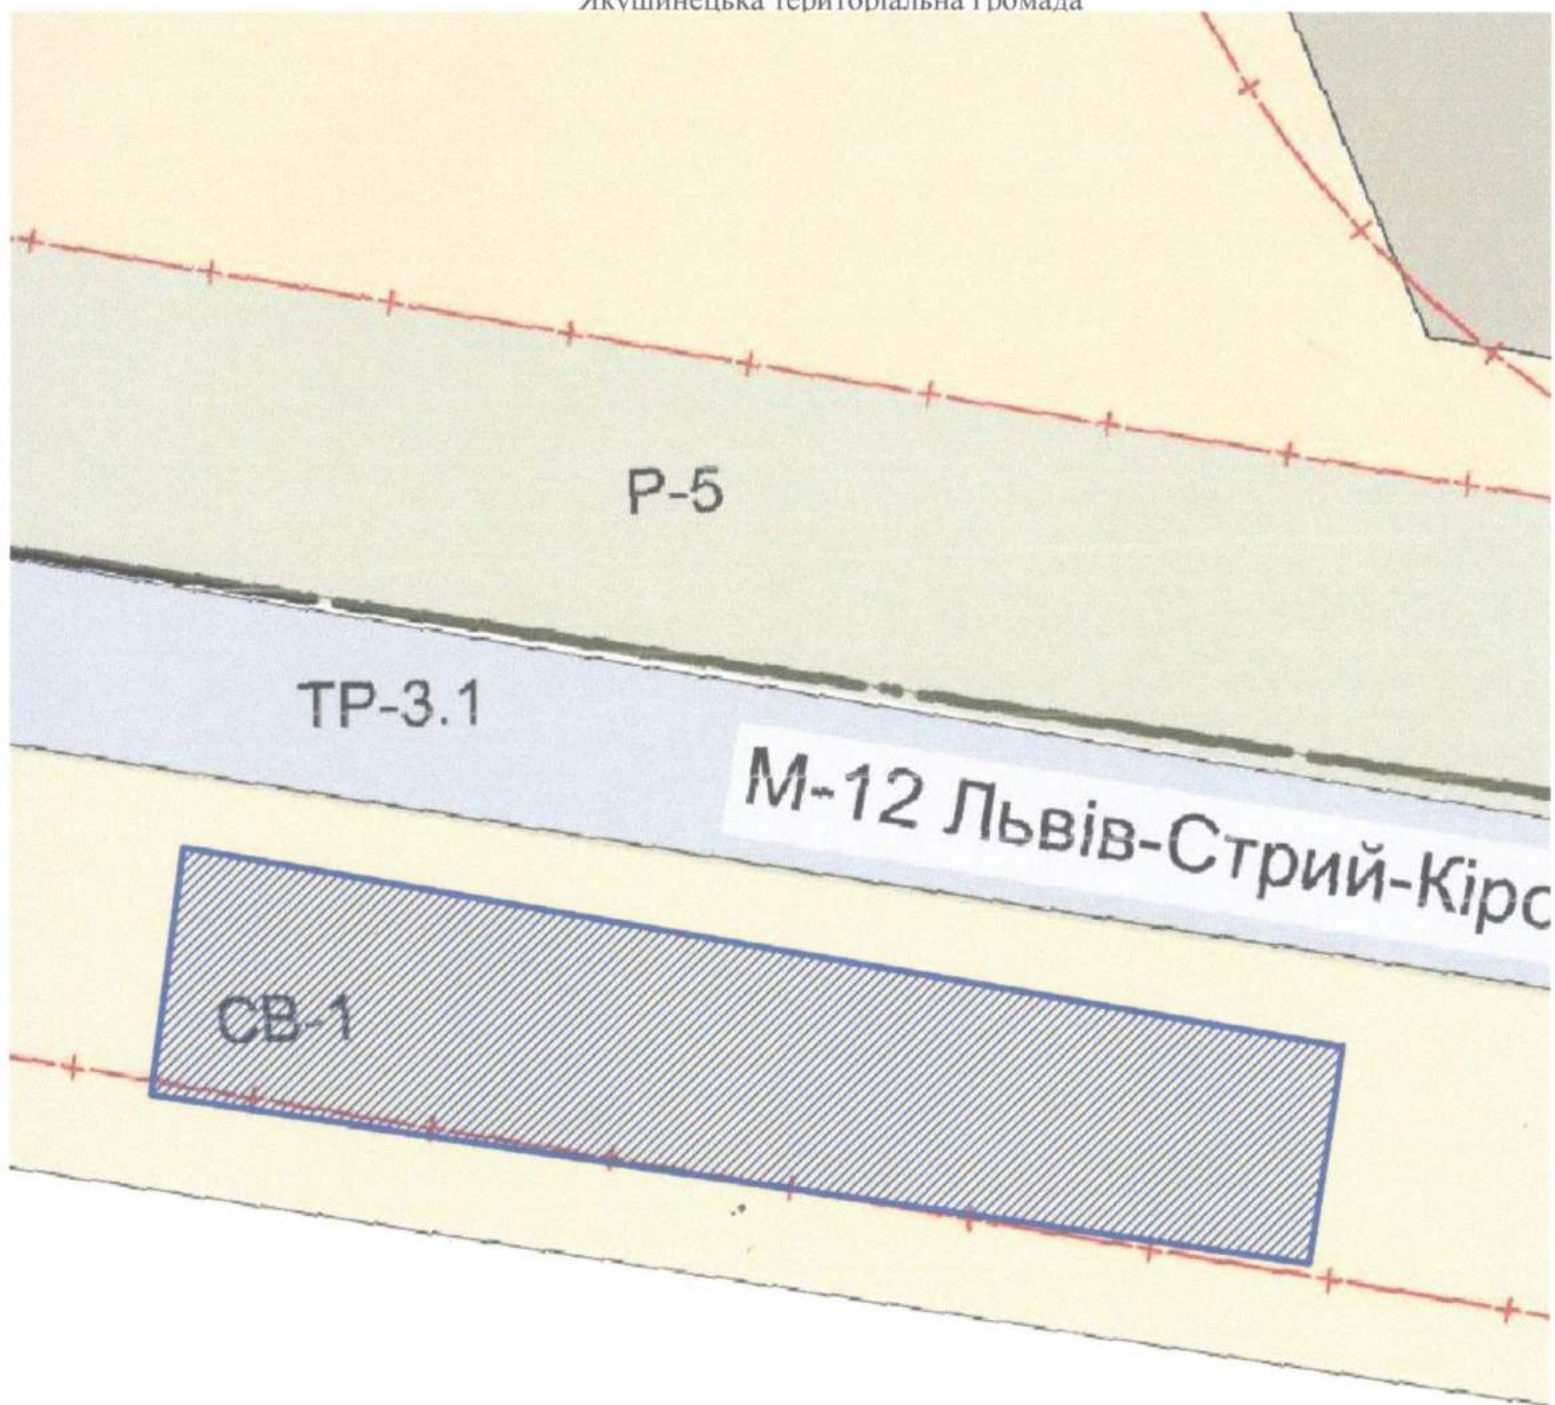 Якушинецька територіальна громада
Р-5
ТР-3.1
М-12 Львів-Стрий-Кіро
СВ-1